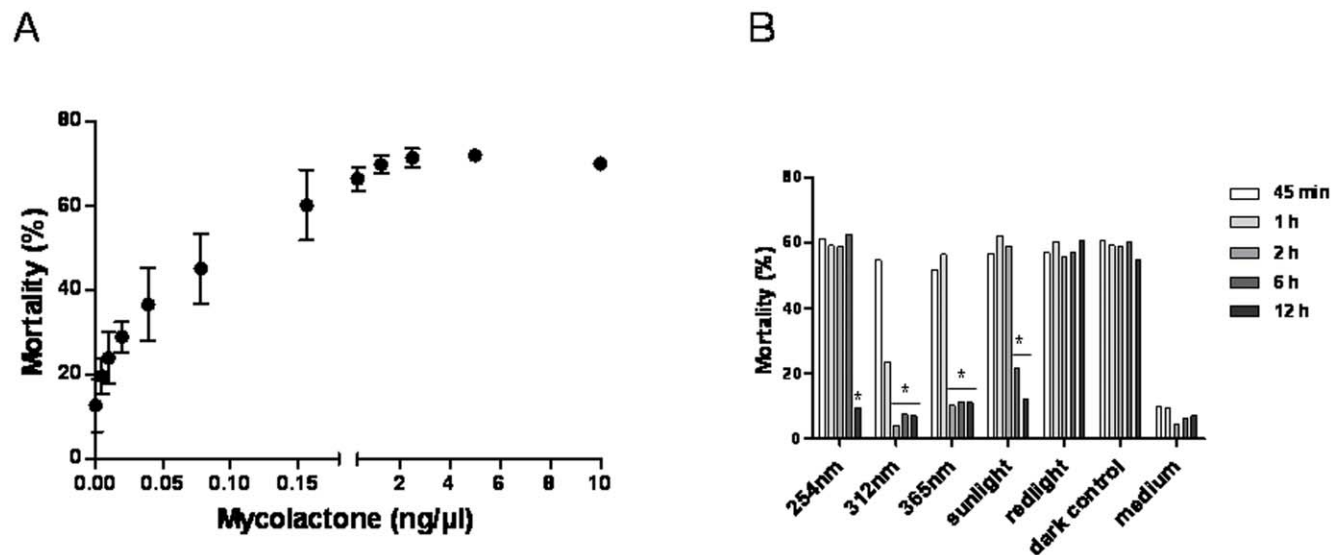 A
B
80
60
40
20
0
Mortality (%)
0.00 0.05 0.10 0.15 2 4 6 8 10
Mycolactone (ng/µl)
80
60
40
20
0
Mortality (%)
* * * *
254nm 312nm 365nm sunlight redlight dark control medium
45 min
1 h
2 h
6 h
12 h